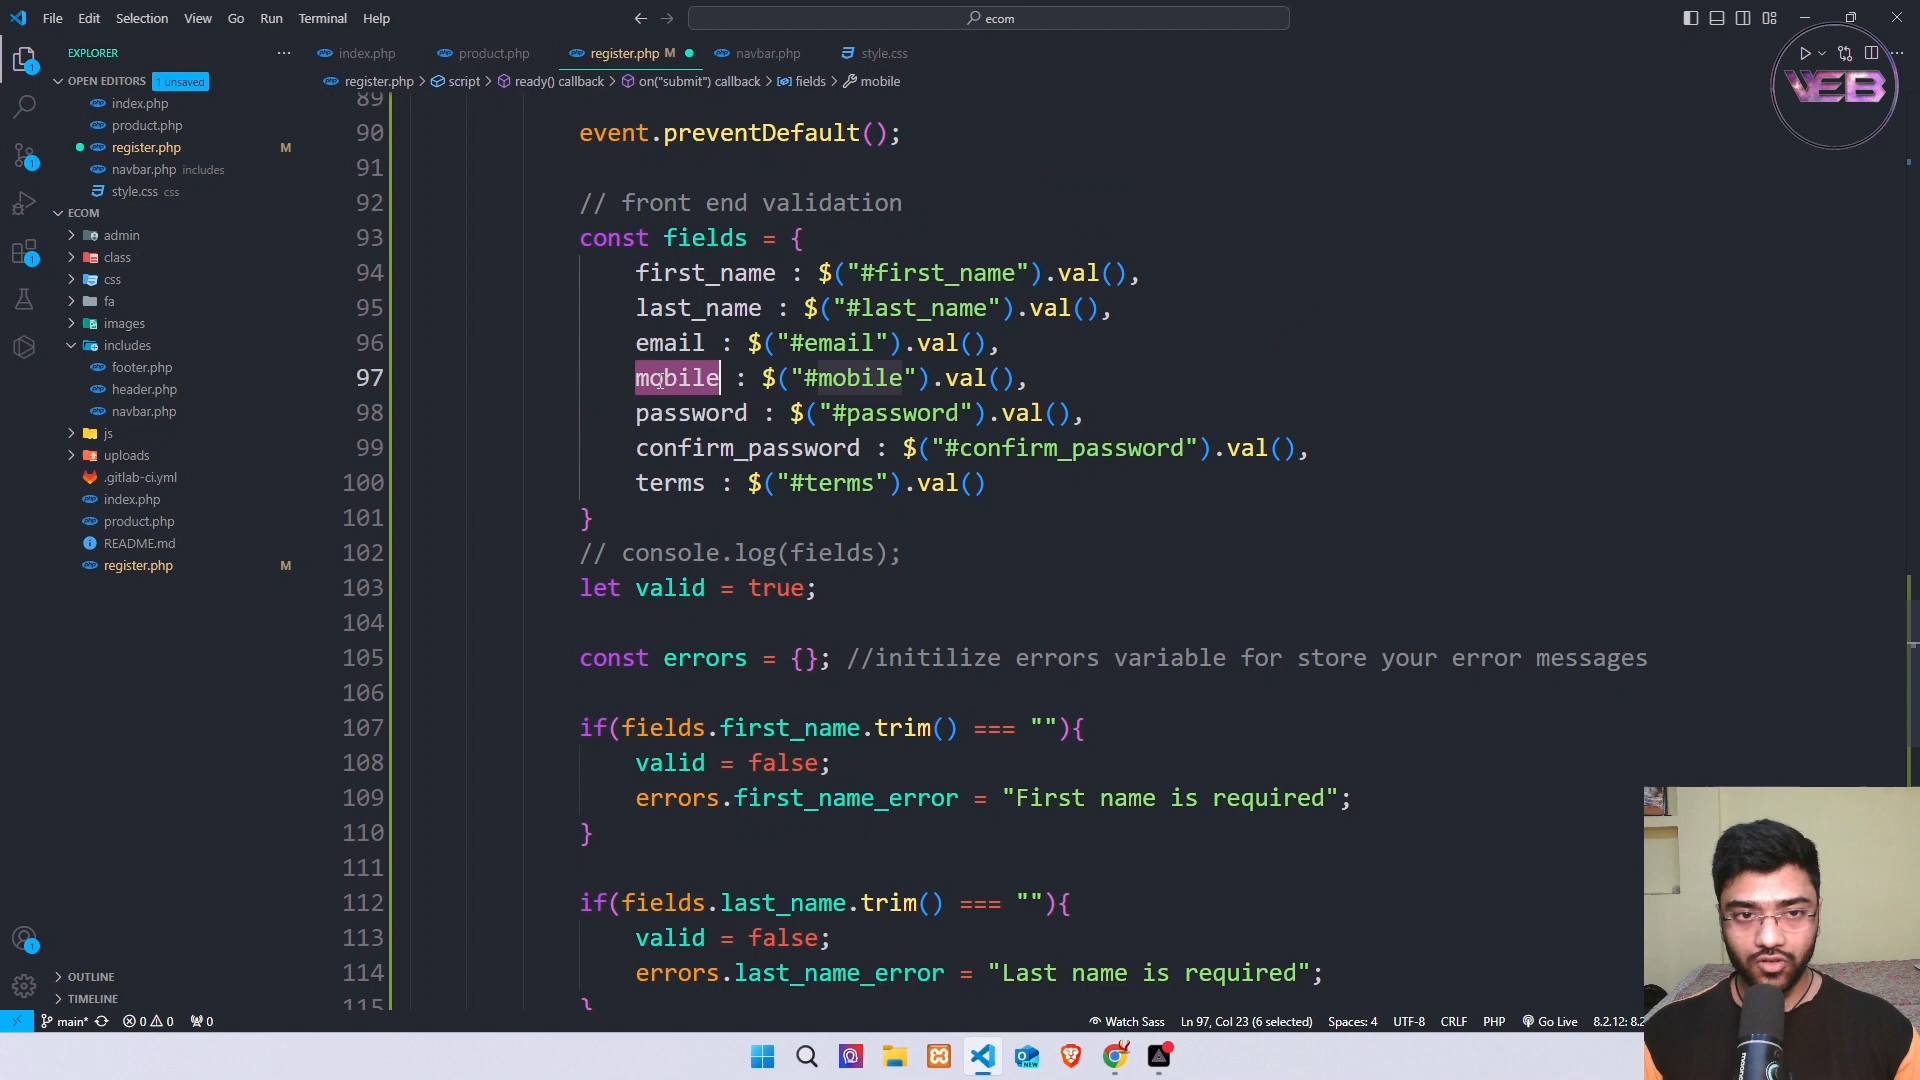 File Edit Selection View Go Run Terminal Help
ecom
EXPLORER
index.php product.php register.php M navbar.php style.css
OPEN EDITORS 1 unsaved
register.php > script > ready() callback > on("submit") callback > fields > mobile
index.php
product.php
register.php M
navbar.php includes
style.css css
ECOM
admin
class
css
fa
images
includes
footer.php
header.php
navbar.php
js
uploads
.gitlab-ci.yml
index.php
product.php
README.md
register.php M
OUTLINE
TIMELINE
89
90 event.preventDefault();
91
92 // front end validation
93 const fields = {
94 first_name : $("#first_name").val(),
95 last_name : $("#last_name").val(),
96 email : $("#email").val(),
97 mobile : $("#mobile").val(),
98 password : $("#password").val(),
99 confirm_password : $("#confirm_password").val(),
100 terms : $("#terms").val()
101 }
102 // console.log(fields);
103 let valid = true;
104
105 const errors = {}; //initilize errors variable for store your error messages
106
107 if(fields.first_name.trim() === ""){
108 valid = false;
109 errors.first_name_error = "First name is required";
110 }
111
112 if(fields.last_name.trim() === ""){
113 valid = false;
114 errors.last_name_error = "Last name is required";
115 }
main* 0 0 0 Watch Sass Ln 97, Col 23 (6 selected) Spaces: 4 UTF-8 CRLF PHP Go Live 8.2.12: 8.2
VEB